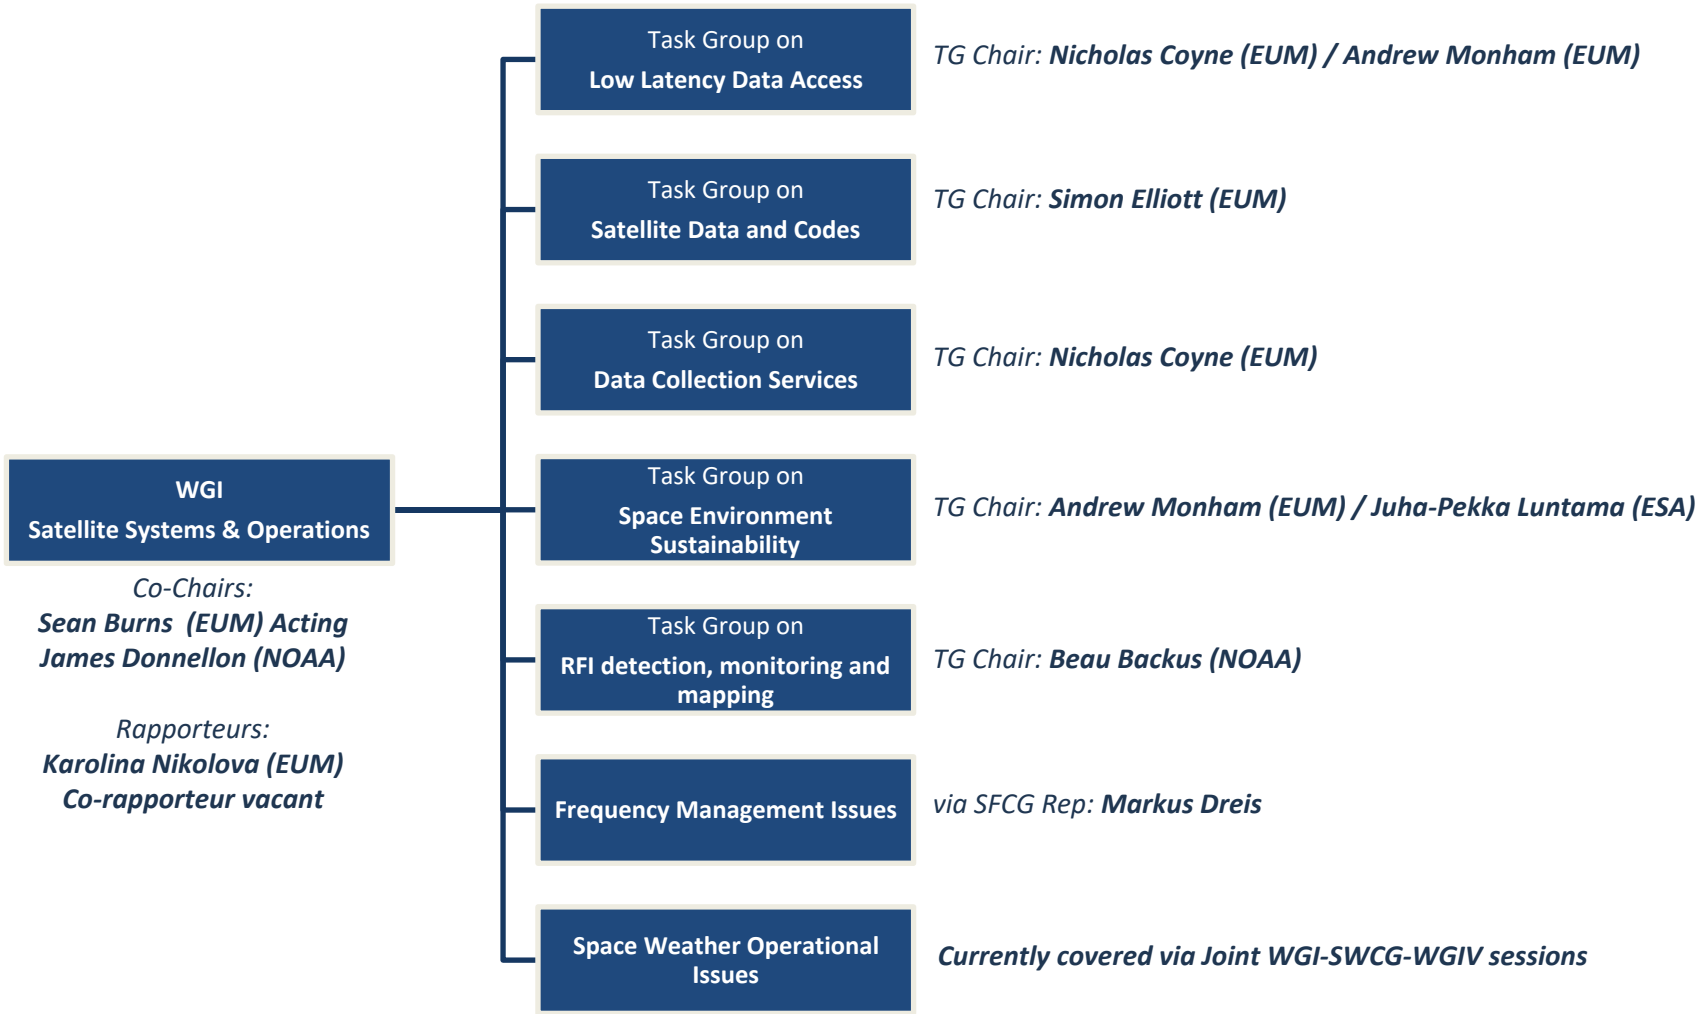 Task Group on
Low Latency Data Access
TG Chair: Nicholas Coyne (EUM) / Andrew Monham (EUM)
Task Group on
Satellite Data and Codes
TG Chair: Simon Elliott (EUM)
Task Group on
Data Collection Services
TG Chair: Nicholas Coyne (EUM)
WGI
Satellite Systems & Operations
Co-Chairs:
Sean Burns  (EUM) Acting
James Donnellon (NOAA)
Rapporteurs:
Karolina Nikolova (EUM)
Co-rapporteur vacant
Task Group on
Space Environment
Sustainability
TG Chair: Andrew Monham (EUM) / Juha-Pekka Luntama (ESA)
Task Group on
RFI detection, monitoring and
mapping
TG Chair: Beau Backus (NOAA)
Frequency Management Issues
via SFCG Rep: Markus Dreis
Space Weather Operational
Issues
Currently covered via Joint WGI-SWCG-WGIV sessions